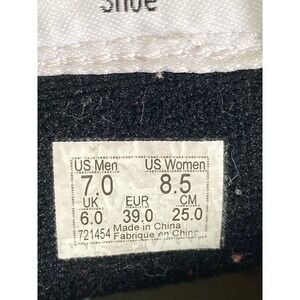 Shoe
US Men US Women
7.0 8.5
UK EUR CM
6.0 39.0 25.0
721454 Made in China
Fabriqué en Chine